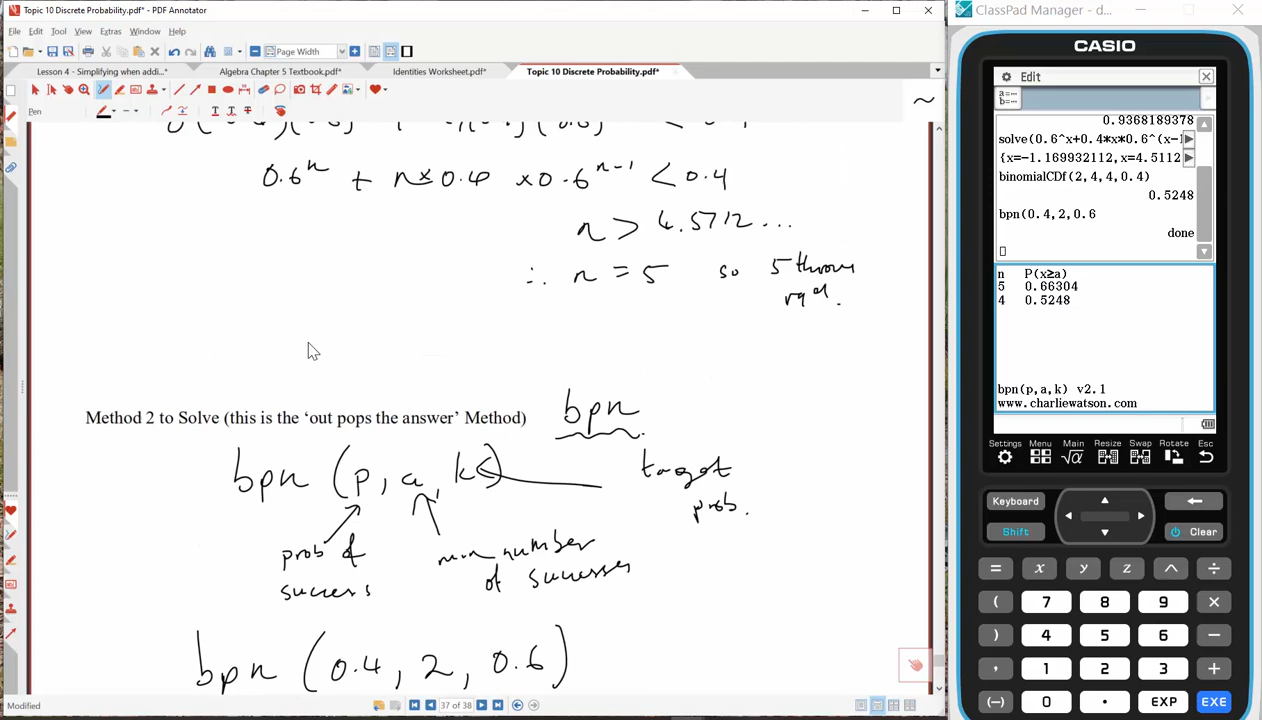 Topic 10 Discrete Probability.pdf* - PDF Annotator
File Edit Tool View Extras Window Help
Page Width
Lesson 4 - Simplifying when addi...* Algebra Chapter 5 Textbook.pdf* Identities Worksheet.pdf* Topic 10 Discrete Probability.pdf*
Pen
0.6^n + n × 0.4 × 0.6^n-1 < 0.4
n > 4.5712...
∴ n = 5 so 5 throws
rqd.
Method 2 to Solve (this is the ‘out pops the answer’ Method) bpn
bpn (p, a, k) target
prob.
prob of
success
min number
of successes
bpn (0.4, 2, 0.6)
Modified
37 of 38
ClassPad Manager - d...
CASIO
Edit
0.9368189378
solve(0.6^x+0.4*x*0.6^(x-1
{x=-1.169932112,x=4.5112
binomialCDf(2,4,4,0.4)
0.5248
bpn(0.4,2,0.6
done
n P(x≥a)
5 0.66304
4 0.5248
bpn(p,a,k) v2.1
www.charliewatson.com
Settings Menu Main Resize Swap Rotate Esc
Keyboard
Shift Clear
= x y z ^ ÷
( 7 8 9 ×
) 4 5 6 −
, 1 2 3 +
(−) 0 . EXP EXE